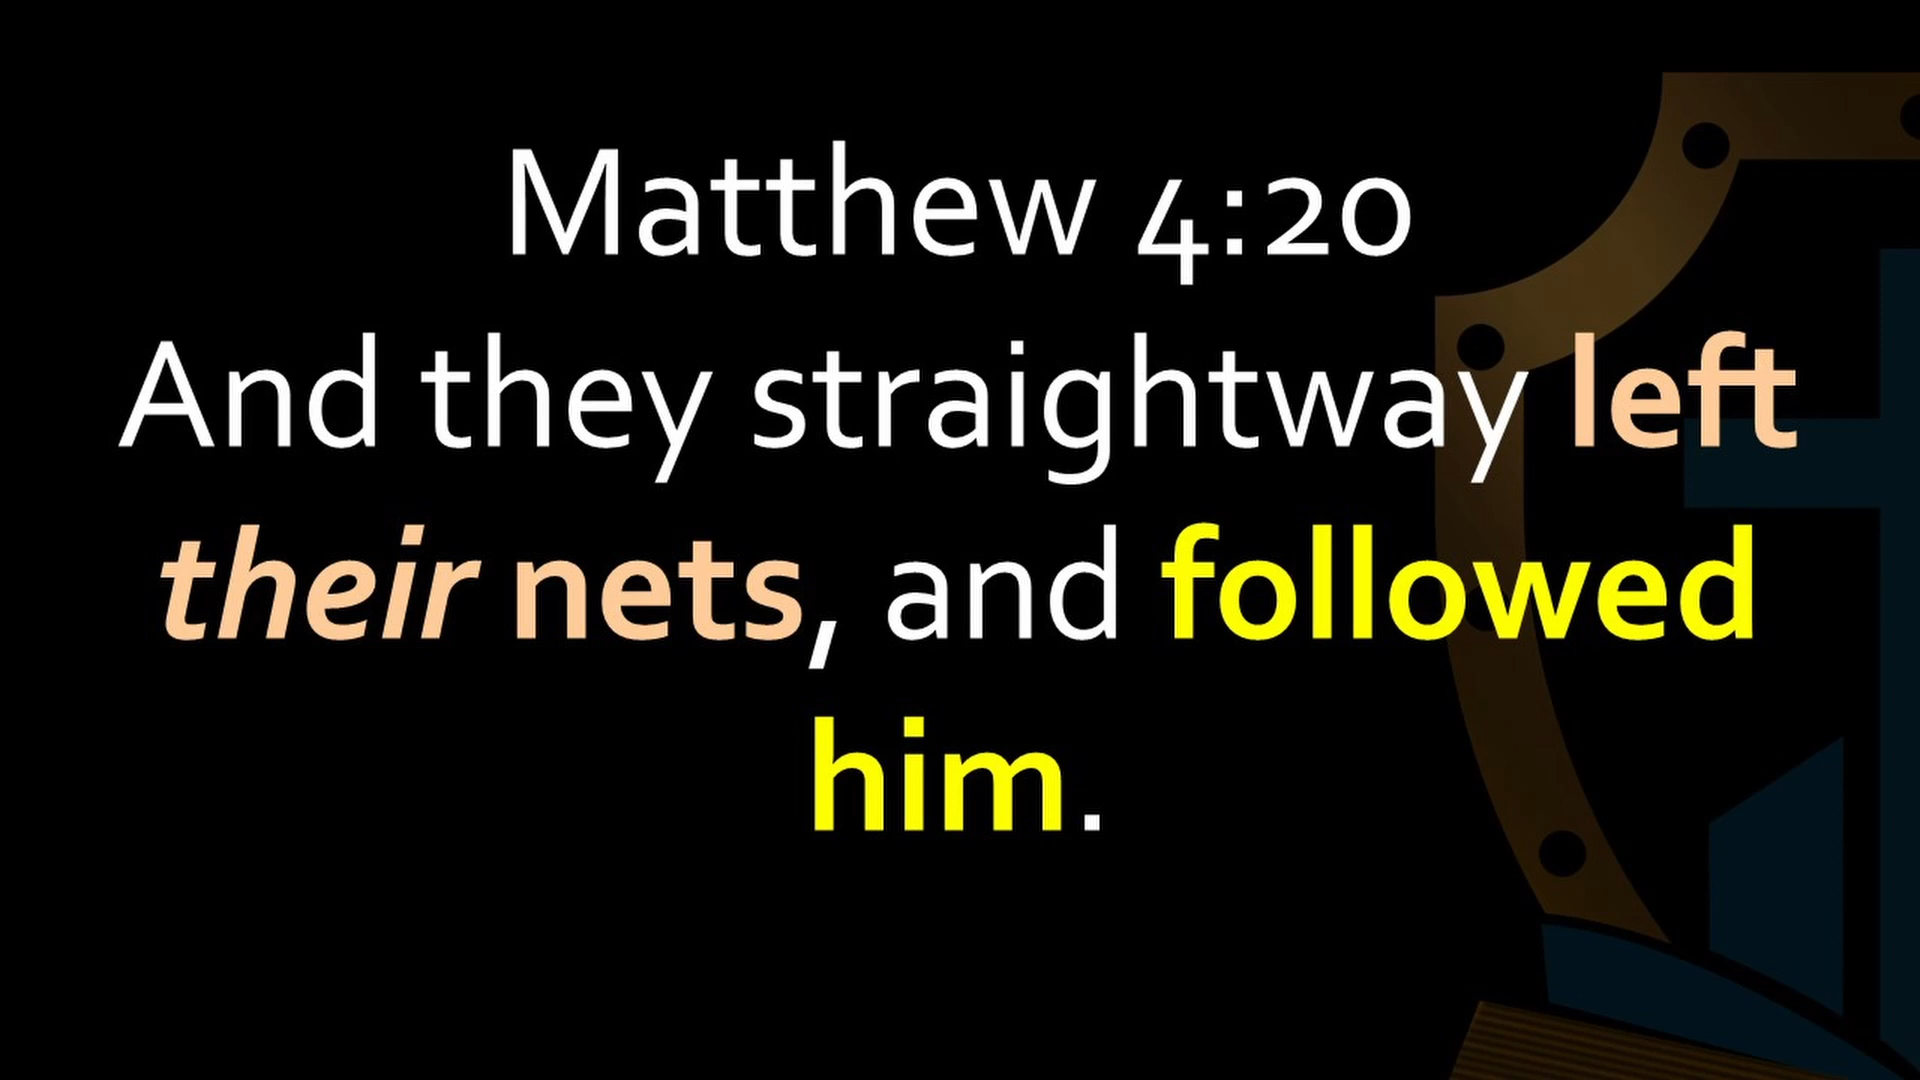 Matthew 4:20
And they straightway left
their nets, and followed
him.